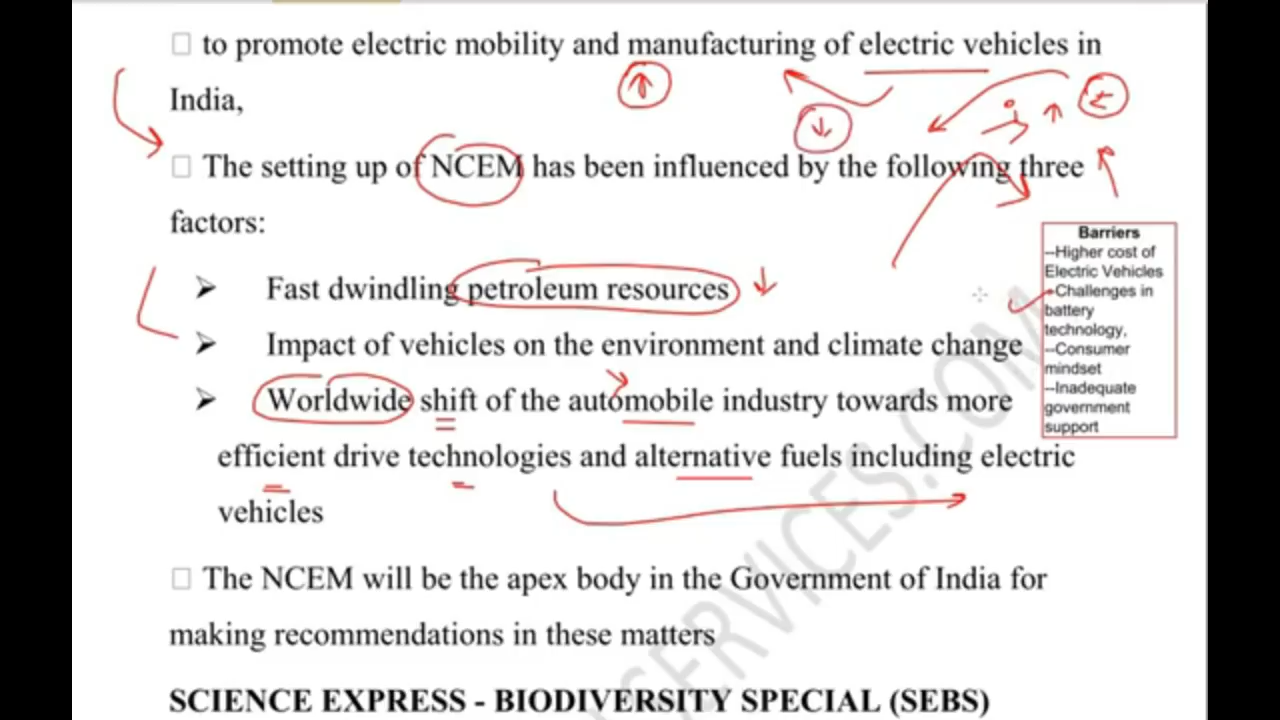 to promote electric mobility and manufacturing of electric vehicles in
India,
The setting up of NCEM has been influenced by the following three
factors:
Fast dwindling petroleum resources
Impact of vehicles on the environment and climate change
Worldwide shift of the automobile industry towards more
efficient drive technologies and alternative fuels including electric
vehicles
Barriers
--Higher cost of
Electric Vehicles
--Challenges in
battery
technology,
--Consumer
mindset
--Inadequate
government
support
The NCEM will be the apex body in the Government of India for
making recommendations in these matters
SCIENCE EXPRESS - BIODIVERSITY SPECIAL (SEBS)
SERVICES.COM